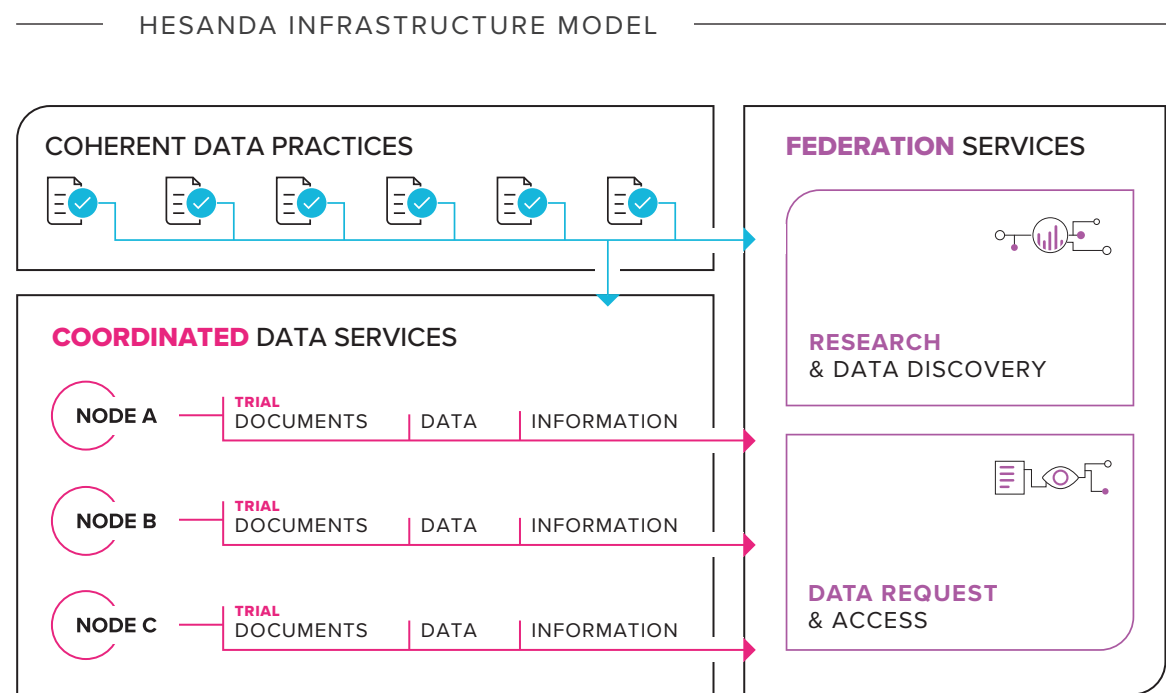 HESANDA INFRASTRUCTURE MODEL
COHERENT DATA PRACTICES
COORDINATED DATA SERVICES
NODE A
TRIAL
DOCUMENTS
DATA
INFORMATION
NODE B
TRIAL
DOCUMENTS
DATA
INFORMATION
NODE C
TRIAL
DOCUMENTS
DATA
INFORMATION
FEDERATION SERVICES
RESEARCH
& DATA DISCOVERY
DATA REQUEST
& ACCESS